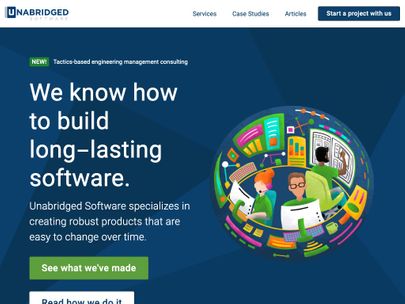 UNABRIDGED
SOFTWARE
Services
Case Studies
Articles
Start a project with us
NEW! Tactics-based engineering management consulting
We know how
to build
long-lasting
software.
Unabridged Software specializes in
creating robust products that are
easy to change over time.
See what we've made
Read how we do it